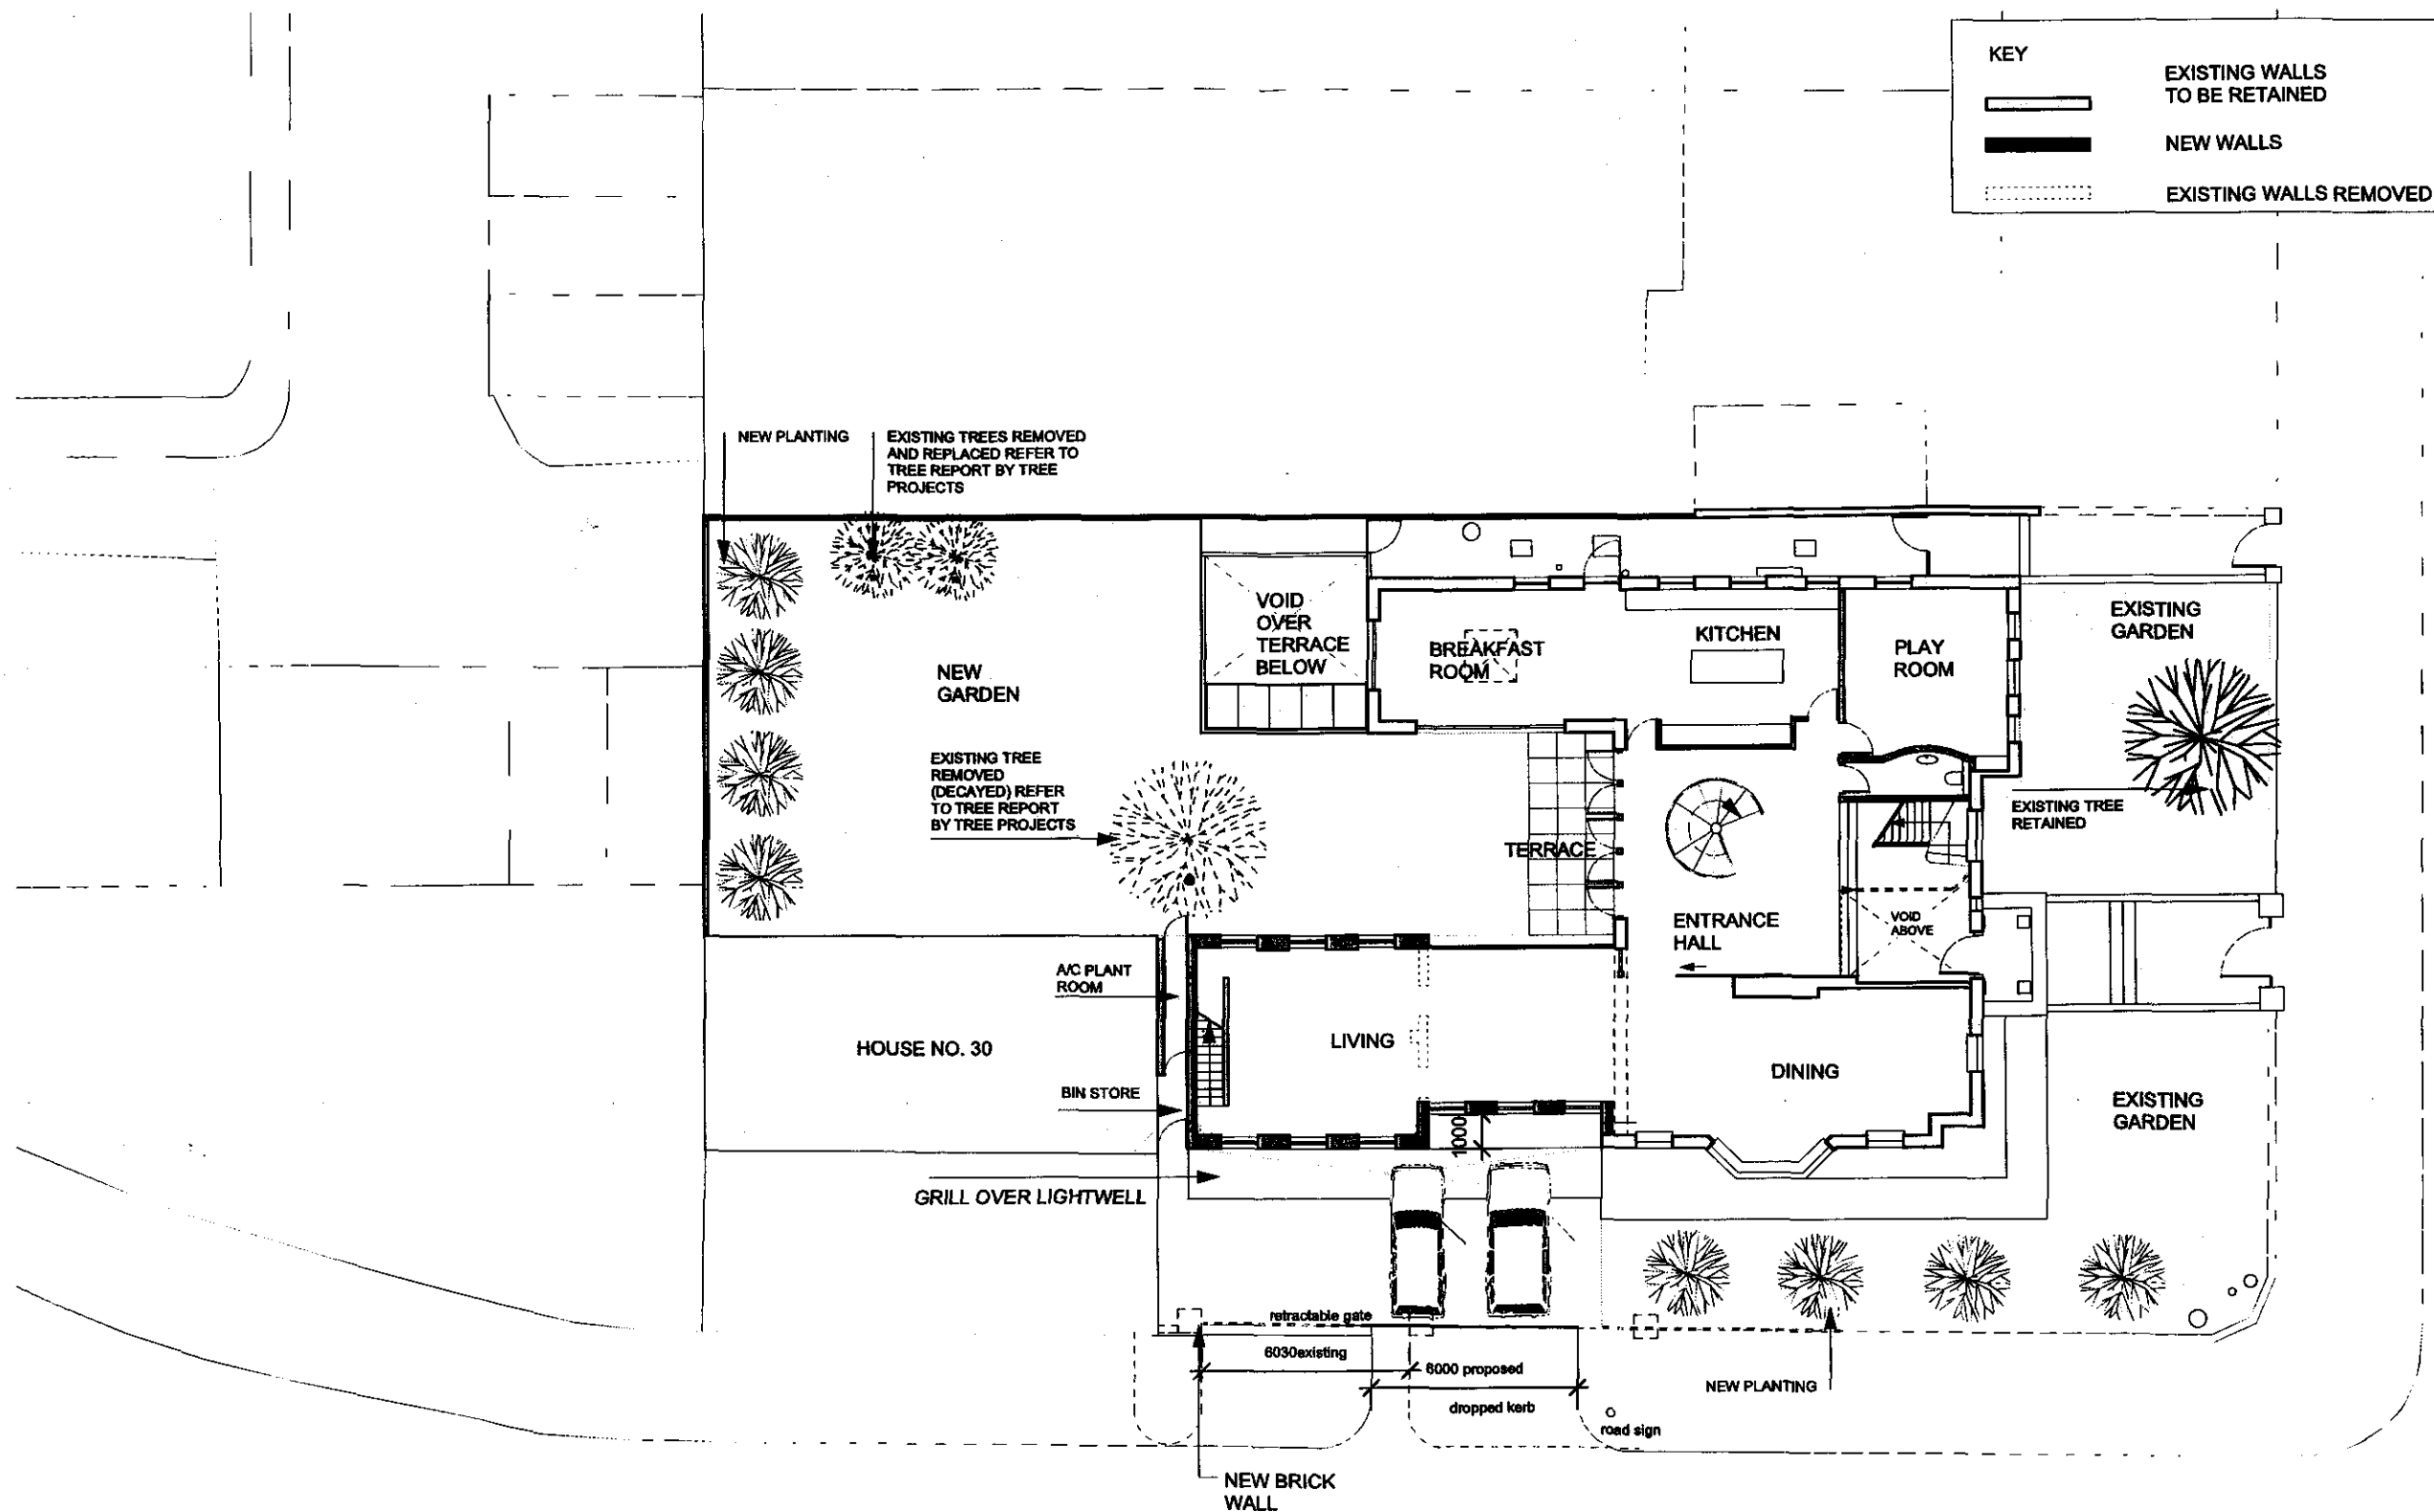 KEY
EXISTING WALLS
TO BE RETAINED
NEW WALLS
EXISTING WALLS REMOVED
NEW PLANTING
EXISTING TREES REMOVED
AND REPLACED REFER TO
TREE REPORT BY TREE
PROJECTS
VOID
OVER
TERRACE
BELOW
BREAKFAST
ROOM
KITCHEN
PLAY
ROOM
EXISTING
GARDEN
NEW
GARDEN
EXISTING TREE
REMOVED
(DECAYED) REFER
TO TREE REPORT
BY TREE PROJECTS
TERRACE
EXISTING TREE
RETAINED
ENTRANCE
HALL
VOID
ABOVE
A/C PLANT
ROOM
HOUSE NO. 30
LIVING
DINING
BIN STORE
EXISTING
GARDEN
1000
GRILL OVER LIGHTWELL
retractable gate
6030existing
6000 proposed
dropped kerb
NEW PLANTING
road sign
NEW BRICK
WALL